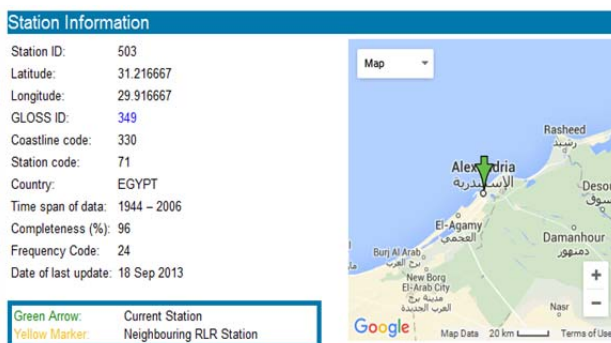 Station Information
Station ID: 503
Latitude: 31.216667
Longitude: 29.916667
GLOSS ID: 349
Coastline code: 330
Station code: 71
Country: EGYPT
Time span of data: 1944 – 2006
Completeness (%): 96
Frequency Code: 24
Date of last update: 18 Sep 2013
Green Arrow: Current Station
Yellow Marker: Neighbouring RLR Station
Map
Rasheed
رشيد
الإسكندرية
El-Agamy
العجمي
Damanhour
دمنهور
Burj Al Arab
برج العرب
New Borg
El-Arab City
مدينة برج
العرب الجديدة
Nasr
+
−
Google
Map Data 20 km Terms of Use